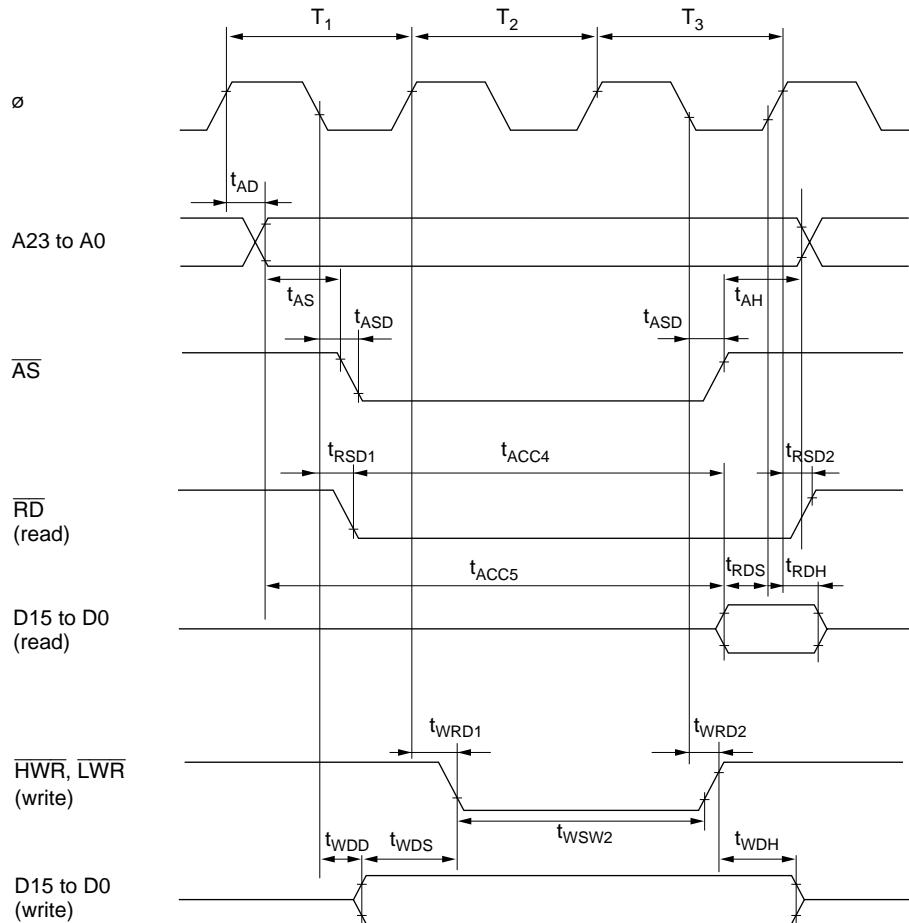 T1 T2 T3
ø
tAD
A23 to A0
tAS tAH
tASD tASD
AS
tRSD1 tACC4 tRSD2
RD
(read)
tACC5 tRDS tRDH
D15 to D0
(read)
tWRD1 tWRD2
HWR, LWR
(write)
tWSW2
tWDD tWDS tWDH
D15 to D0
(write)